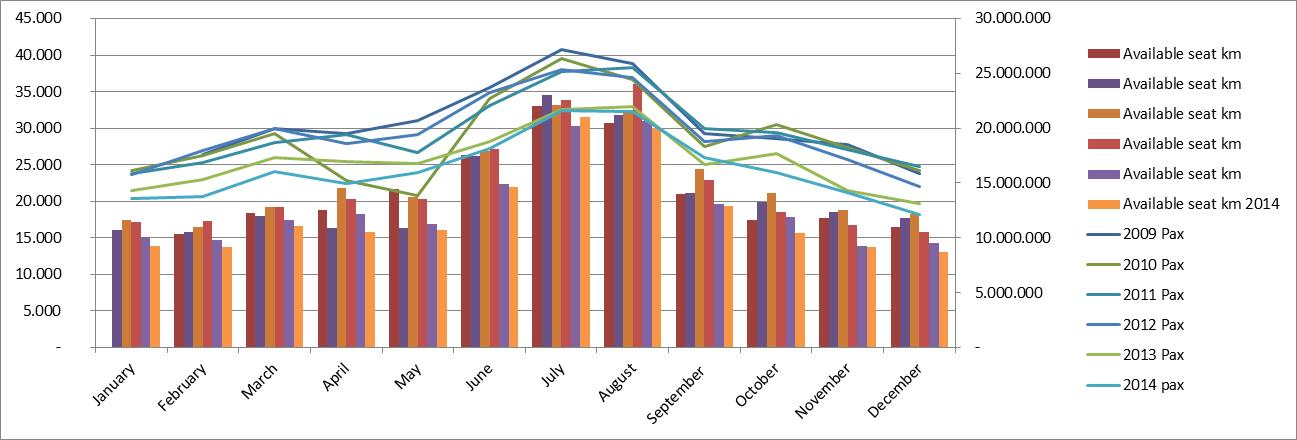 45.000
40.000
35.000
30.000
25.000
20.000
15.000
10.000
5.000
-
30.000.000
25.000.000
20.000.000
15.000.000
10.000.000
5.000.000
-
January
February
March
April
May
June
July
August
September
October
November
December
Available seat km
Available seat km
Available seat km
Available seat km
Available seat km
Available seat km 2014
2009 Pax
2010 Pax
2011 Pax
2012 Pax
2013 Pax
2014 pax